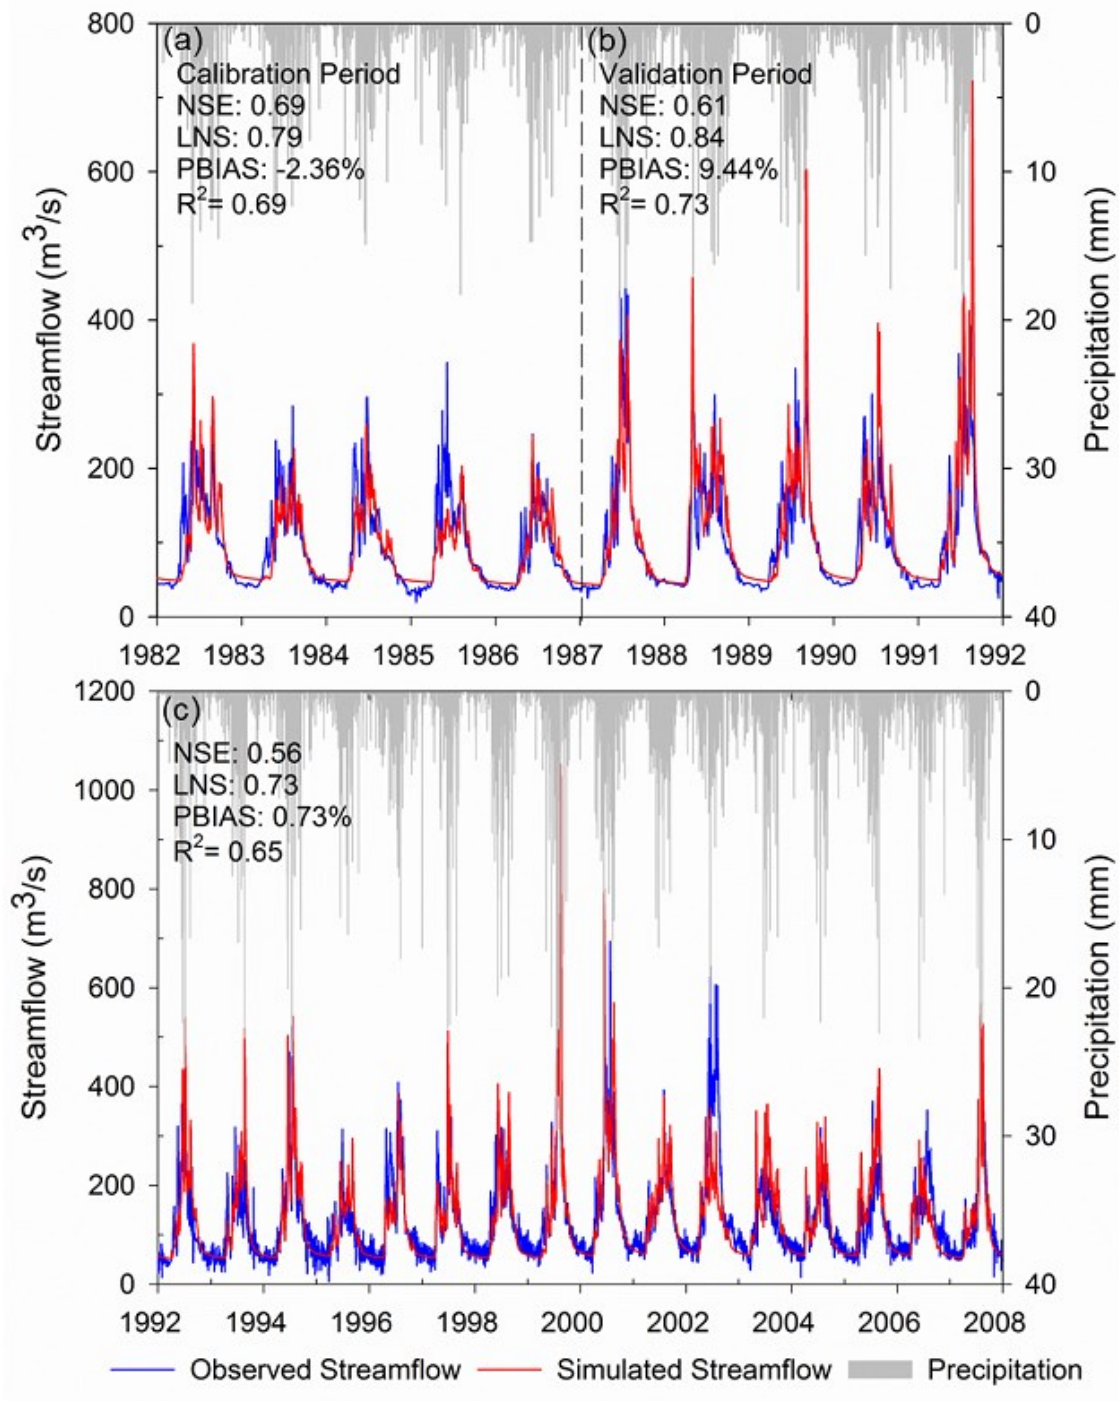 (a)
Calibration Period
NSE: 0.69
LNS: 0.79
PBIAS: -2.36%
R²= 0.69
(b)
Validation Period
NSE: 0.61
LNS: 0.84
PBIAS: 9.44%
R²= 0.73
800
600
400
200
0
Streamflow (m³/s)
0
10
20
30
40
Precipitation (mm)
1982 1983 1984 1985 1986 1987 1988 1989 1990 1991 1992
(c)
NSE: 0.56
LNS: 0.73
PBIAS: 0.73%
R²= 0.65
1200
1000
800
600
400
200
0
Streamflow (m³/s)
0
10
20
30
40
Precipitation (mm)
1992 1994 1996 1998 2000 2002 2004 2006 2008
Observed Streamflow Simulated Streamflow Precipitation